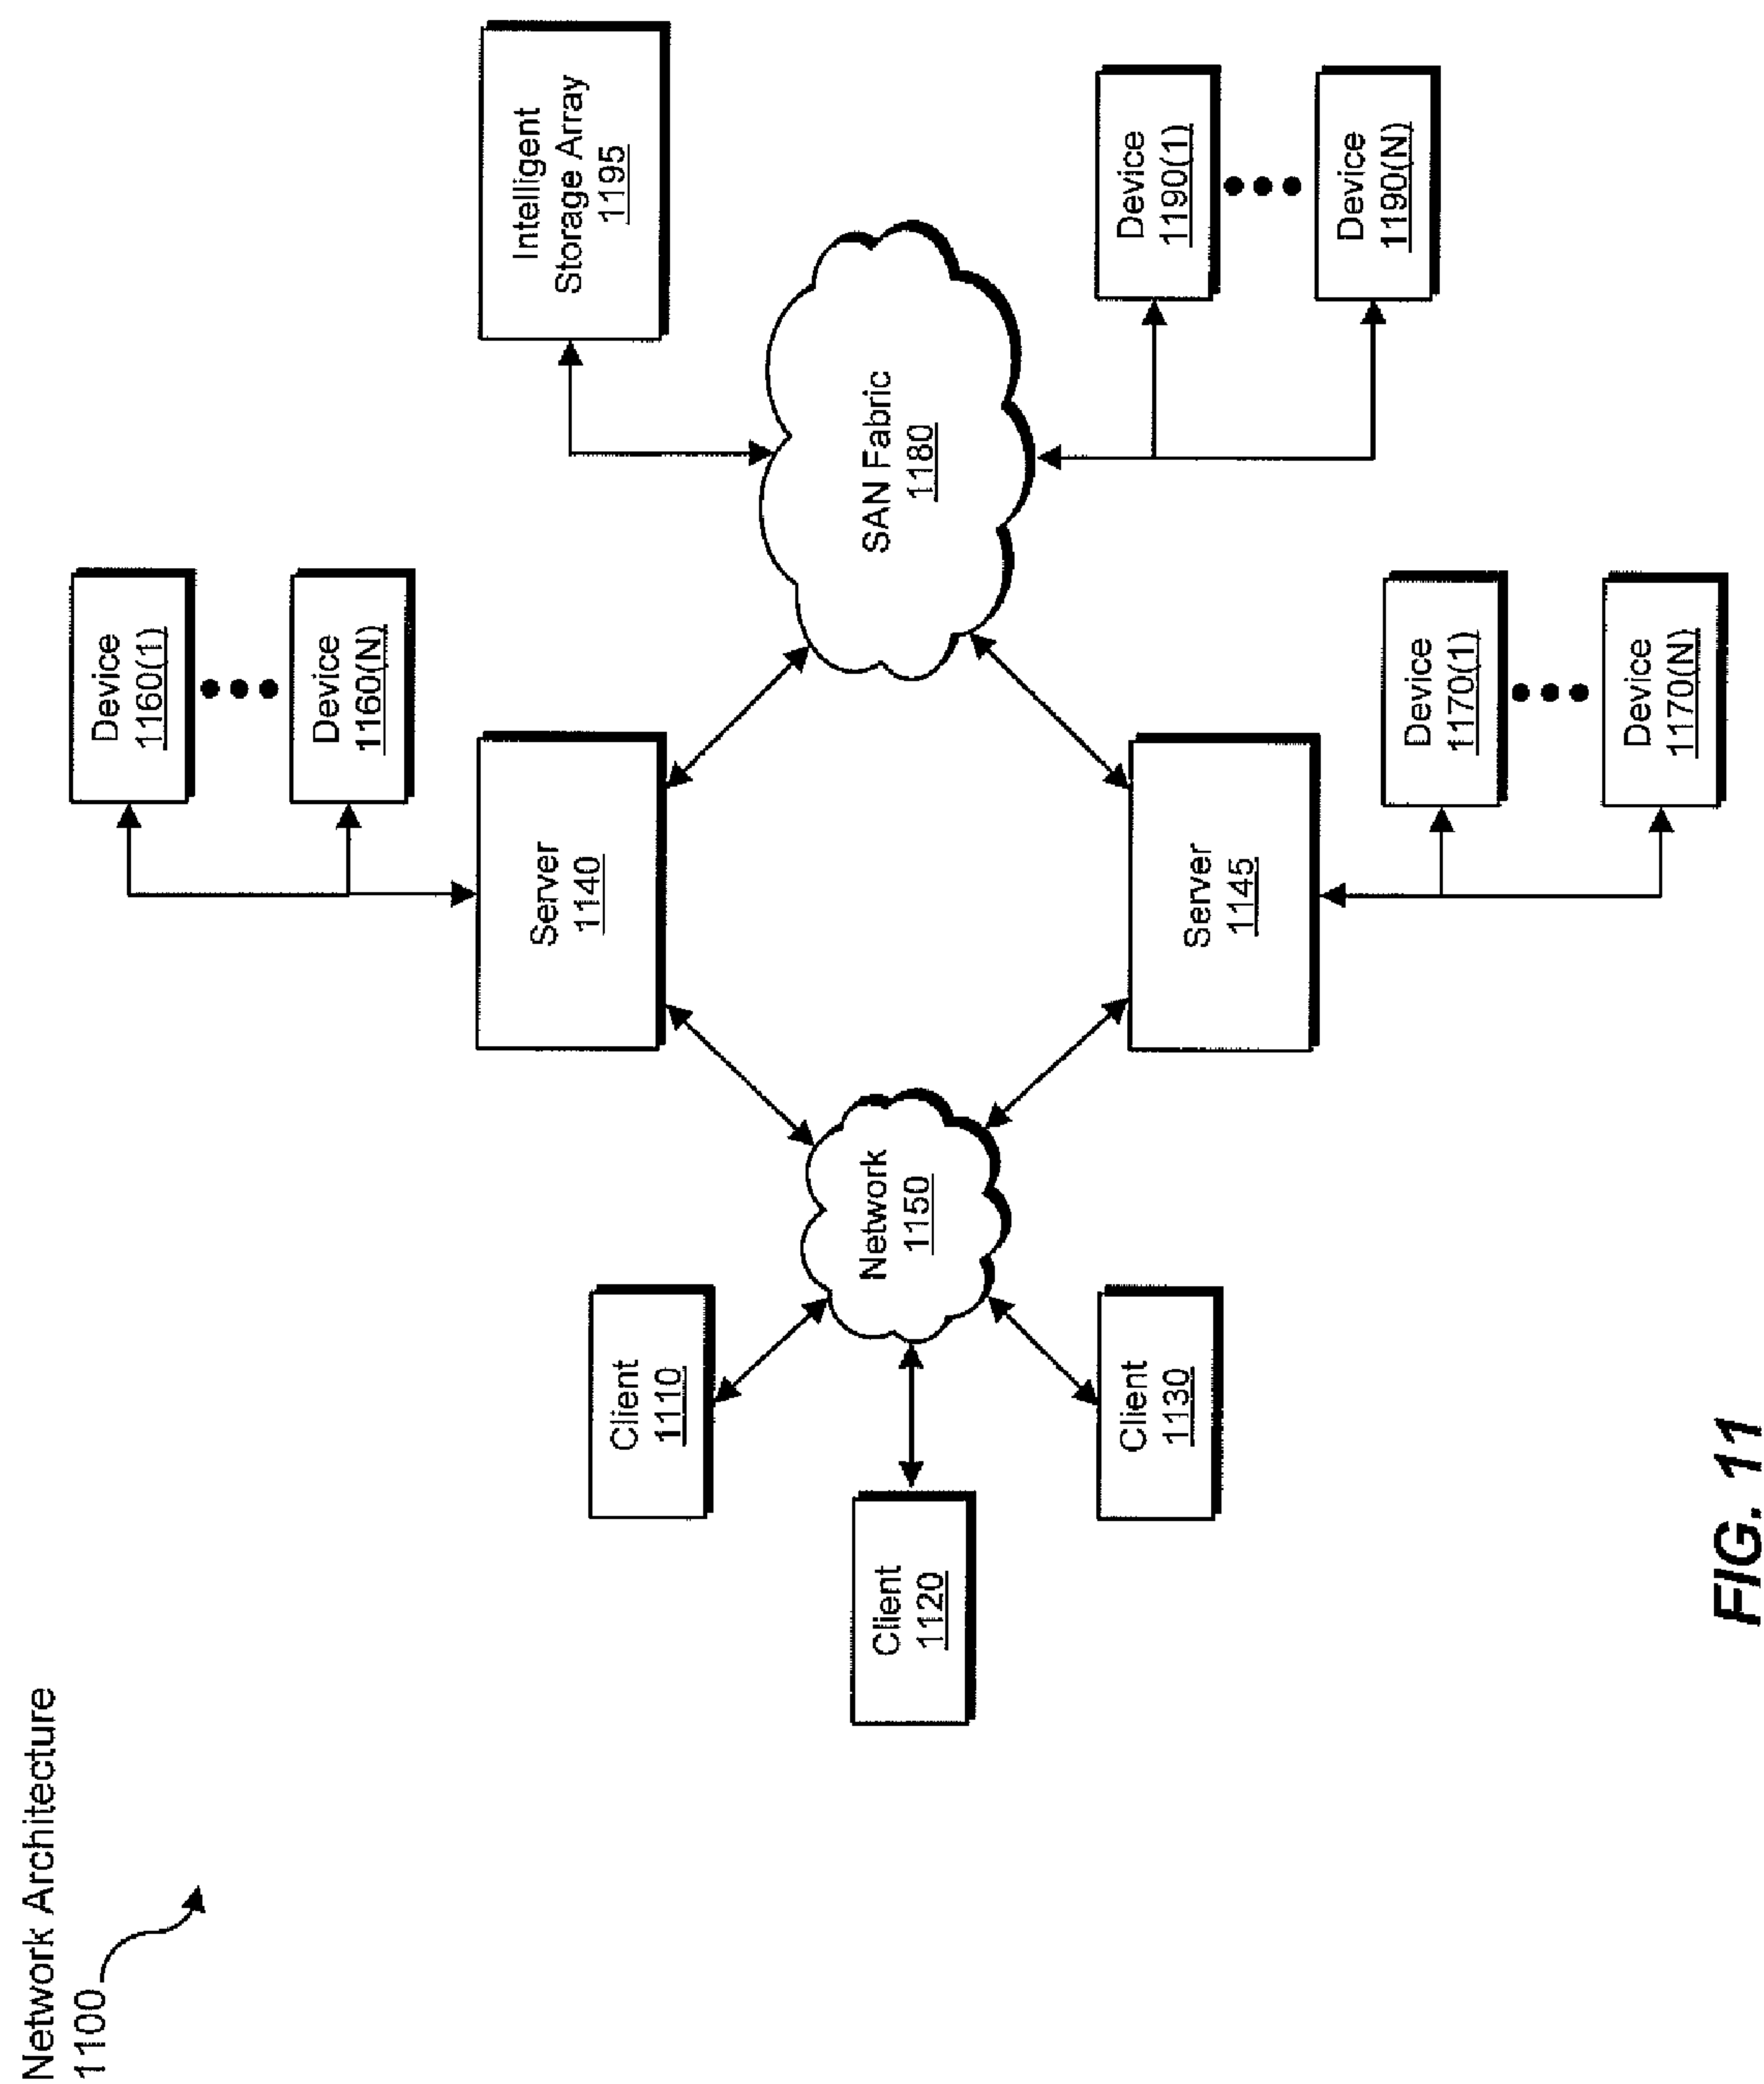 Network Architecture
1100
Device
1160(1)
Device
1160(N)
Intelligent
Storage Array
1195
Server
1140
Client
1110
Client
1120
Network
1150
SAN Fabric
1180
Client
1130
Server
1145
Device
1190(1)
Device
1190(N)
Device
1170(1)
Device
1170(N)
FIG. 11